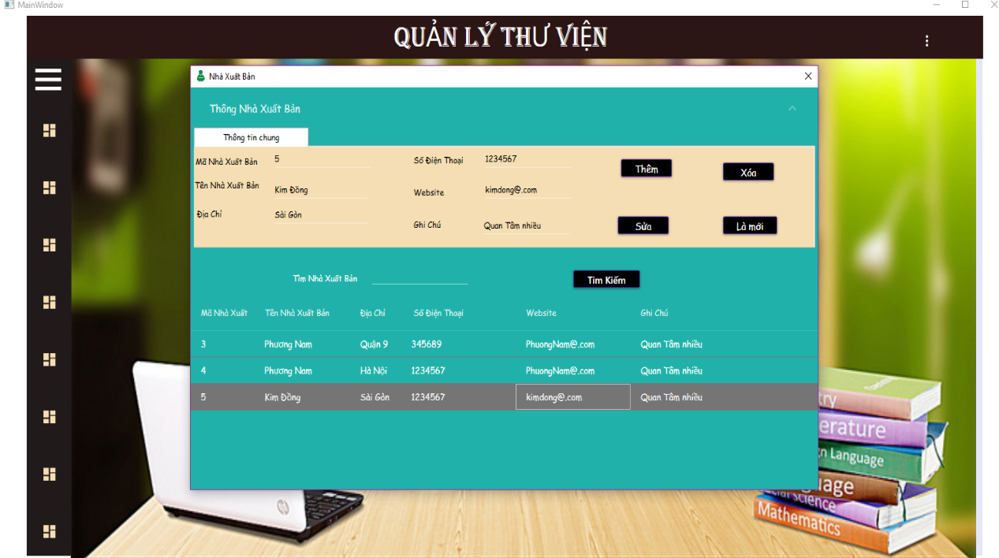 MainWindow
QUẢN LÝ THƯ VIỆN
Nhà Xuất Bản
Thông Nhà Xuất Bản
Thông tin chung
Mã Nhà Xuất Bản 5 Số Điện Thoại 1234567 Thêm Xóa
Tên Nhà Xuất Bản Kim Đồng Website kimdong@.com
Địa Chỉ Sài Gòn Ghi Chú Quan Tâm nhiều Sửa Là mới
Tìm Nhà Xuất Bản Tìm Kiếm
Mã Nhà Xuất Tên Nhà Xuất Bản Địa Chỉ Số Điện Thoại Website Ghi Chú
3 Phương Nam Quận 9 345689 PhuongNam@.com Quan Tâm nhiều
4 Phương Nam Hà Nội 1234567 PhuongNam@.com Quan Tâm nhiều
5 Kim Đồng Sài Gòn 1234567 kimdong@.com Quan Tâm nhiều
try
erature
gn Language
uage
cial Science
Mathematics
hp